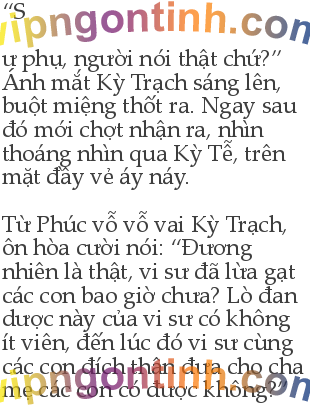 “S
vipngontinh.com
ư phụ, người nói thật chứ?”
Ánh mắt Kỳ Trạch sáng lên,
buột miệng thốt ra. Ngay sau
đó mới chợt nhận ra, nhìn
thoáng nhìn qua Kỳ Tễ, trên
mặt đầy vẻ áy náy.
Từ Phúc vỗ vỗ vai Kỳ Trạch,
ôn hòa cười nói: “Đương
nhiên là thật, vi sư đã lừa gạt
các con bao giờ chưa? Lò đan
dược này của vi sư có không
ít viên, đến lúc đó vi sư cùng
các con đích thân đưa cho cha
mẹ các con có được không?”
vipngontinh.com